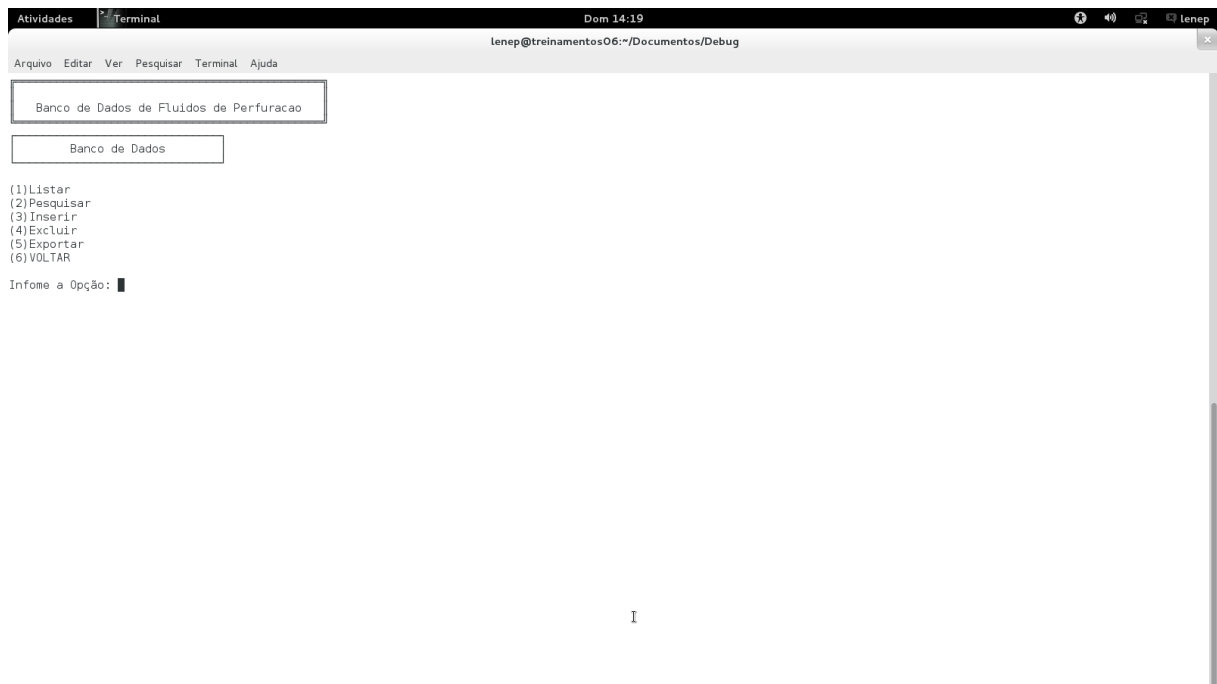 Atividades Terminal Dom 14:19 lenep
lenep@treinamentos06:~/Documentos/Debug
Arquivo Editar Ver Pesquisar Terminal Ajuda
Banco de Dados de Fluidos de Perfuracao
Banco de Dados
(1)Listar
(2)Pesquisar
(3)Inserir
(4)Excluir
(5)Exportar
(6)VOLTAR
Infome a Opção: